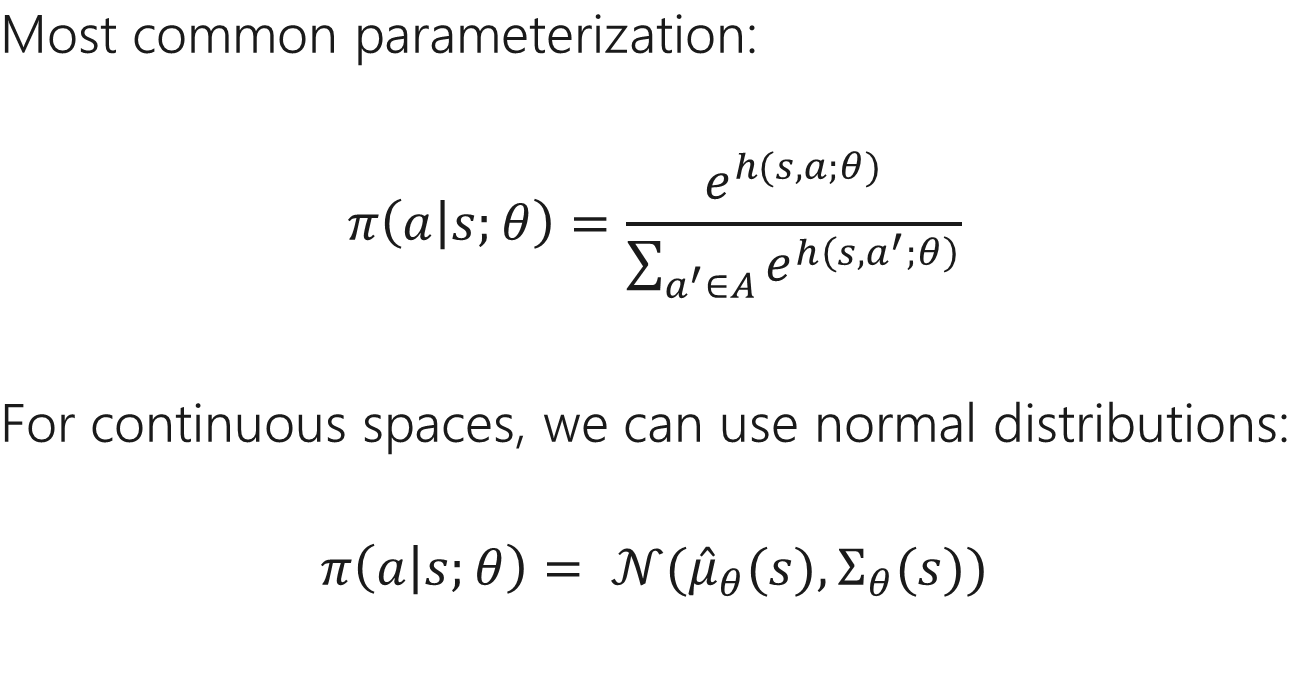 Most common parameterization:
π(a|s; θ) = e^{h(s,a;θ)} / ∑_{a′∈A} e^{h(s,a′;θ)}
For continuous spaces, we can use normal distributions:
π(a|s; θ) = 𝒩(μ̂_θ(s), Σ_θ(s))